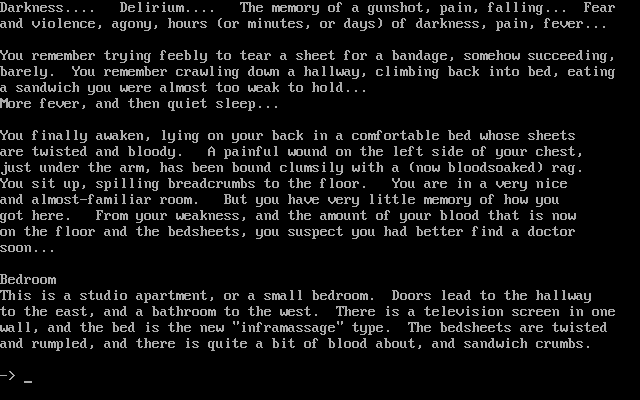 Darkness....   Delirium....   The memory of a gunshot, pain, falling...  Fear
and violence, agony, hours (or minutes, or days) of darkness, pain, fever...
You remember trying feebly to tear a sheet for a bandage, somehow succeeding,
barely.  You remember crawling down a hallway, climbing back into bed, eating
a sandwich you were almost too weak to hold...
More fever, and then quiet sleep...
You finally awaken, lying on your back in a comfortable bed whose sheets
are twisted and bloody.   A painful wound on the left side of your chest,
just under the arm, has been bound clumsily with a (now bloodsoaked) rag.
You sit up, spilling breadcrumbs to the floor.   You are in a very nice
and almost-familiar room.   But you have very little memory of how you
got here.   From your weakness, and the amount of your blood that is now
on the floor and the bedsheets, you suspect you had better find a doctor
soon...
Bedroom
This is a studio apartment, or a small bedroom.  Doors lead to the hallway
to the east, and a bathroom to the west.  There is a television screen in one
wall, and the bed is the new "inframassage" type.  The bedsheets are twisted
and rumpled, and there is quite a bit of blood about, and sandwich crumbs.
-> _